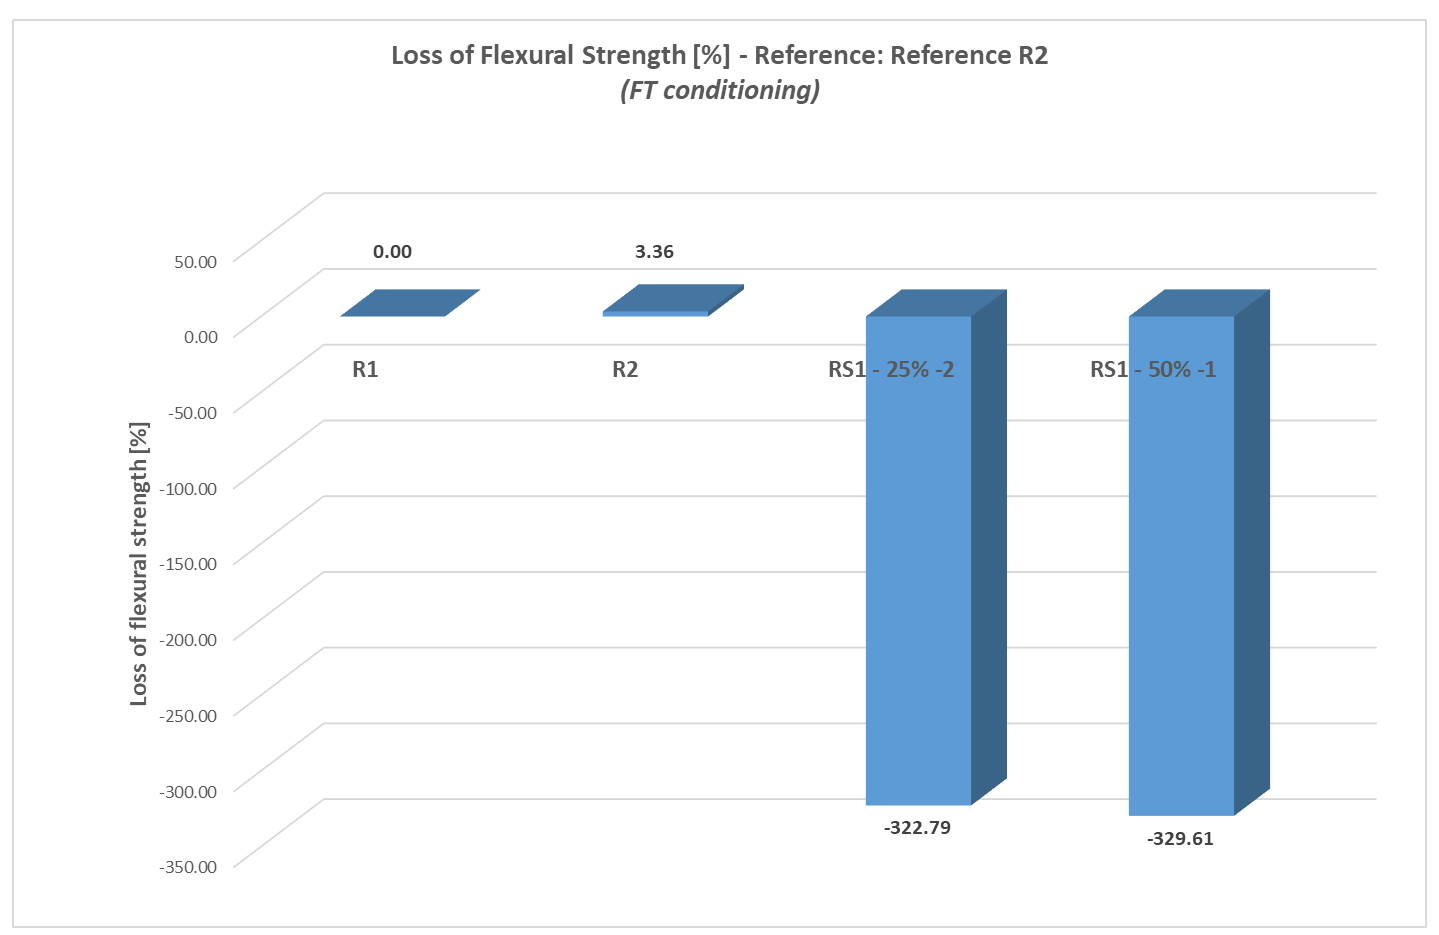 Loss of Flexural Strength [%] - Reference: Reference R2
(FT conditioning)
50.00
0.00
-50.00
-100.00
-150.00
-200.00
-250.00
-300.00
-350.00
Loss of flexural strength [%]
0.00
3.36
-322.79
-329.61
R1
R2
RS1 - 25% -2
RS1 - 50% -1